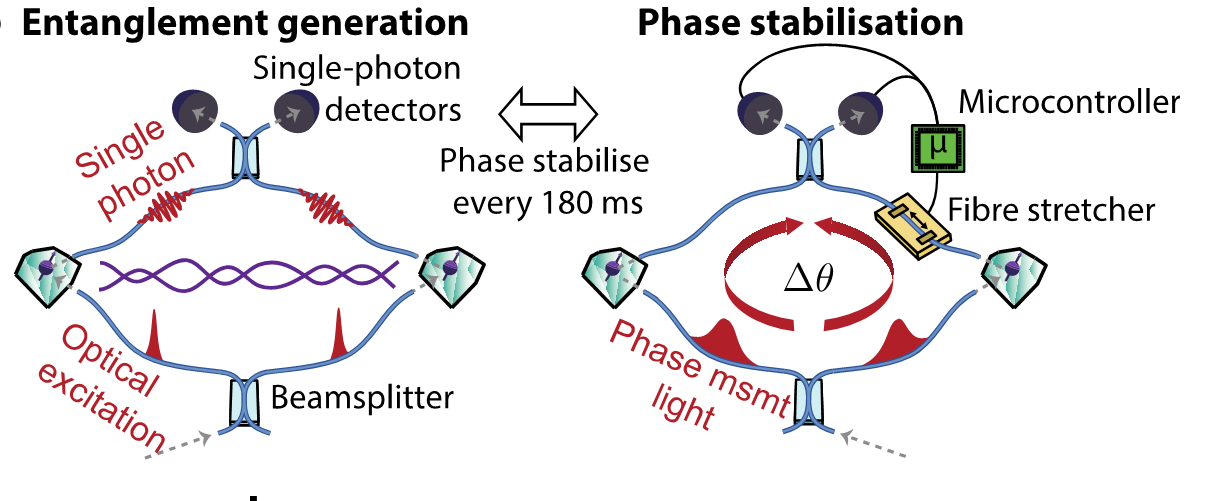 Entanglement generation
Single-photon
detectors
Single
photon
Optical
excitation
Beamsplitter
Phase stabilise
every 180 ms
Phase stabilisation
Microcontroller
μ
Fibre stretcher
Δθ
Phase msmt
light